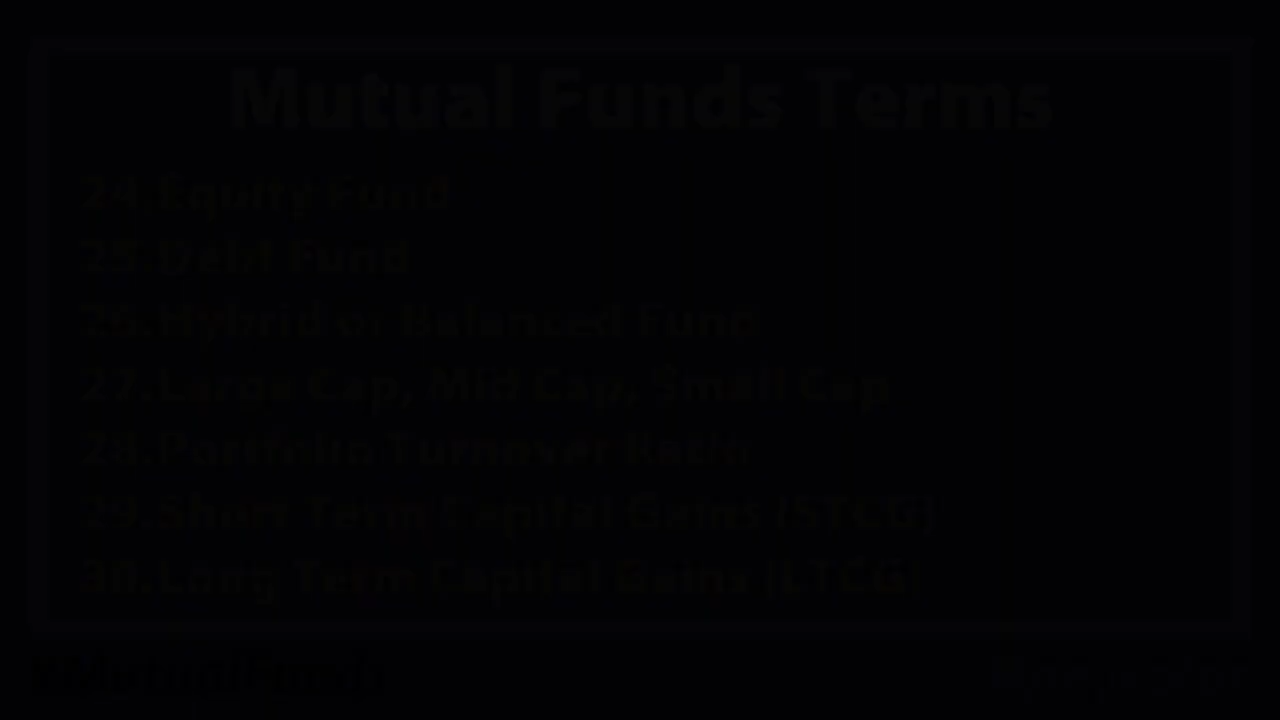 Mutual Funds Terms
24.Equity Fund
25.Debt Fund
26.Hybrid or Balanced Fund
27.Large Cap, Mid Cap, Small Cap
28.Portfolio Turnover Ratio
29.Short Term Capital Gains (STCG)
30.Long Term Capital Gains (LTCG)
#MutualFunds